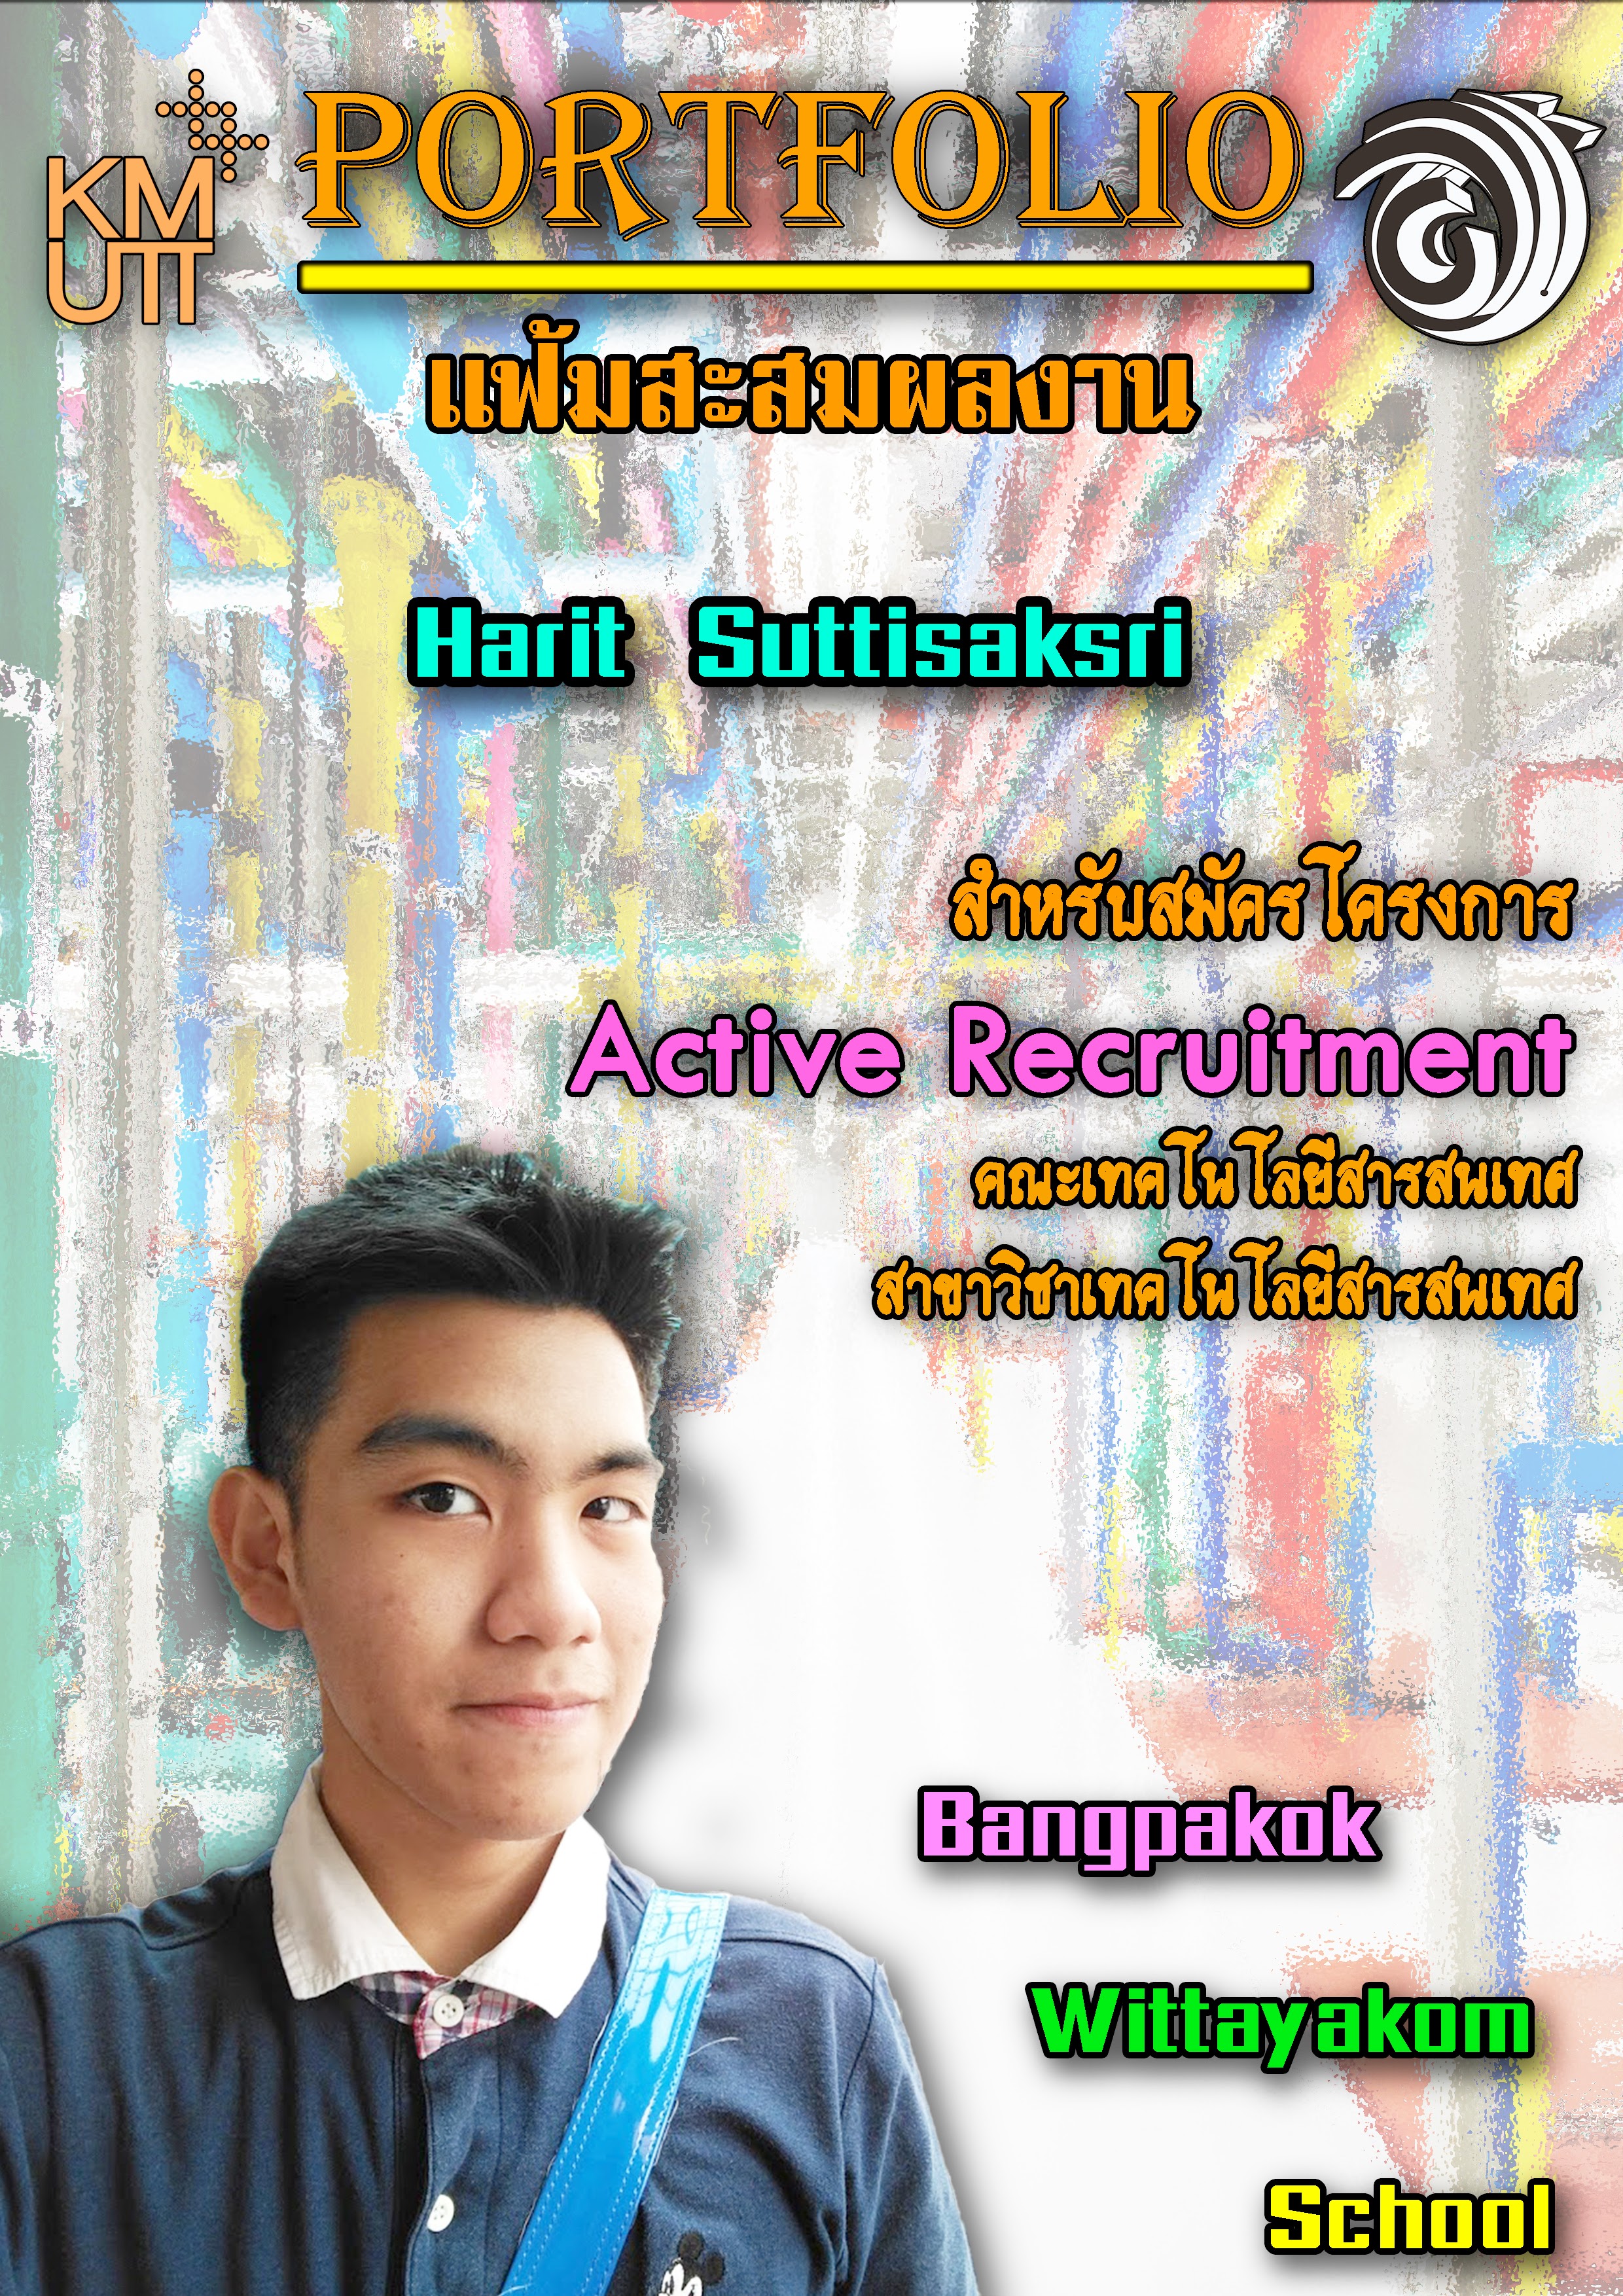 KM
UTT
PORTFOLIO
แฟ้มสะสมผลงาน
Harit Suttisaksri
สำหรับสมัครโครงการ
Active Recruitment
คณะเทคโนโลยีสารสนเทศ
สาขาวิชาเทคโนโลยีสารสนเทศ
Bangpakok
Wittayakom
School